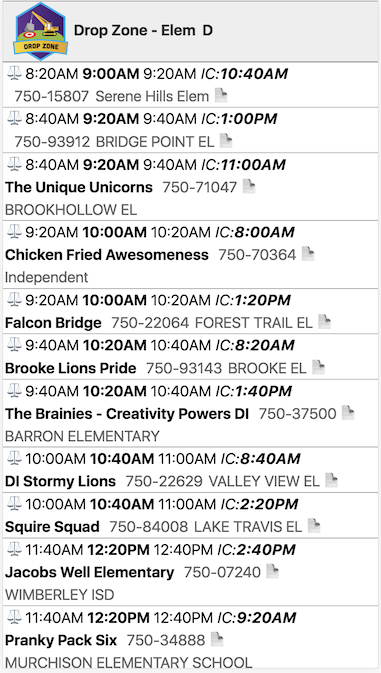 DROP ZONE
Drop Zone - Elem D
8:20AM 9:00AM 9:20AM IC:10:40AM
750-15807 Serene Hills Elem
8:40AM 9:20AM 9:40AM IC:1:00PM
750-93912 BRIDGE POINT EL
8:40AM 9:20AM 9:40AM IC:11:00AM
The Unique Unicorns 750-71047
BROOKHOLLOW EL
9:20AM 10:00AM 10:20AM IC:8:00AM
Chicken Fried Awesomeness 750-70364
Independent
9:20AM 10:00AM 10:20AM IC:1:20PM
Falcon Bridge 750-22064 FOREST TRAIL EL
9:40AM 10:20AM 10:40AM IC:8:20AM
Brooke Lions Pride 750-93143 BROOKE EL
9:40AM 10:20AM 10:40AM IC:1:40PM
The Brainies - Creativity Powers DI 750-37500
BARRON ELEMENTARY
10:00AM 10:40AM 11:00AM IC:8:40AM
DI Stormy Lions 750-22629 VALLEY VIEW EL
10:00AM 10:40AM 11:00AM IC:2:20PM
Squire Squad 750-84008 LAKE TRAVIS EL
11:40AM 12:20PM 12:40PM IC:2:40PM
Jacobs Well Elementary 750-07240
WIMBERLEY ISD
11:40AM 12:20PM 12:40PM IC:9:20AM
Pranky Pack Six 750-34888
MURCHISON ELEMENTARY SCHOOL